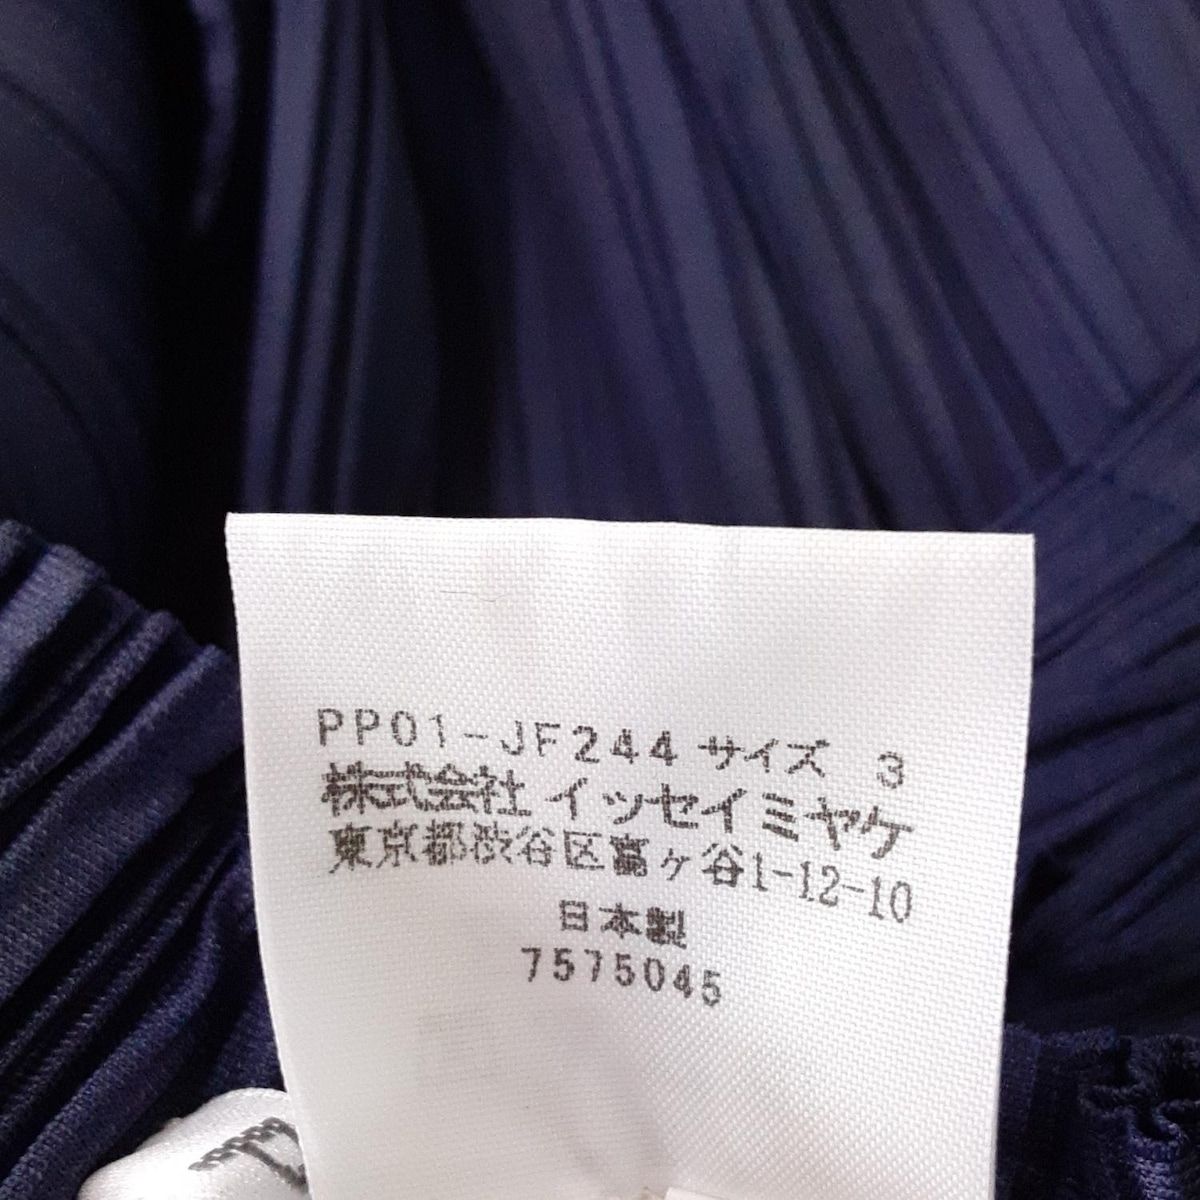 PP01-JF244 サイズ 3
株式会社 イッセイミヤケ
東京都渋谷区富ヶ谷1-12-10
日本製
7575045